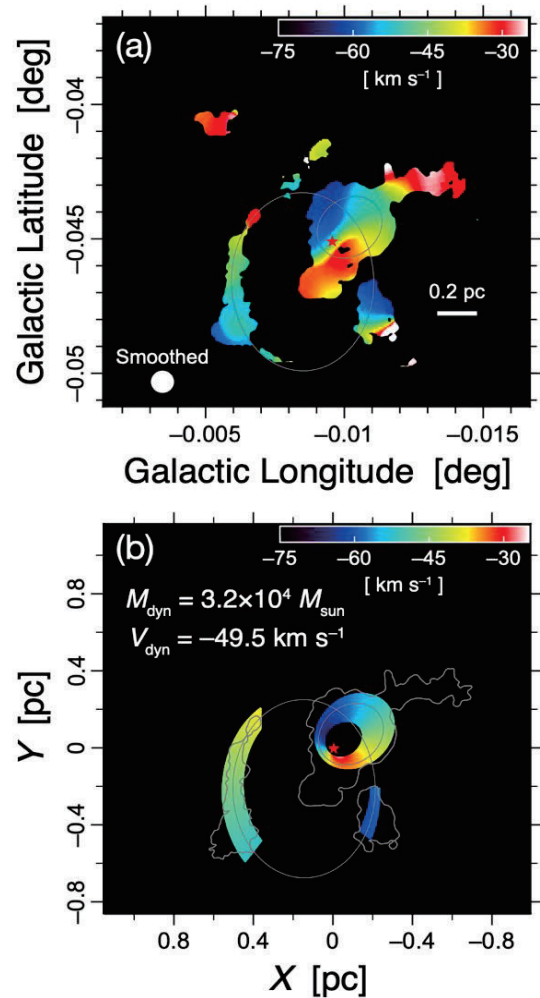 (a)
−75 −60 −45 −30
[ km s⁻¹ ]
Galactic Latitude [deg]
−0.04
−0.045
−0.05
0.2 pc
Smoothed
−0.005 −0.01 −0.015
Galactic Longitude [deg]
(b)
−75 −60 −45 −30
[ km s⁻¹ ]
M_dyn = 3.2×10⁴ M_sun
V_dyn = −49.5 km s⁻¹
Y [pc]
0.8
0.4
0
−0.4
−0.8
0.8 0.4 0 −0.4 −0.8
X [pc]